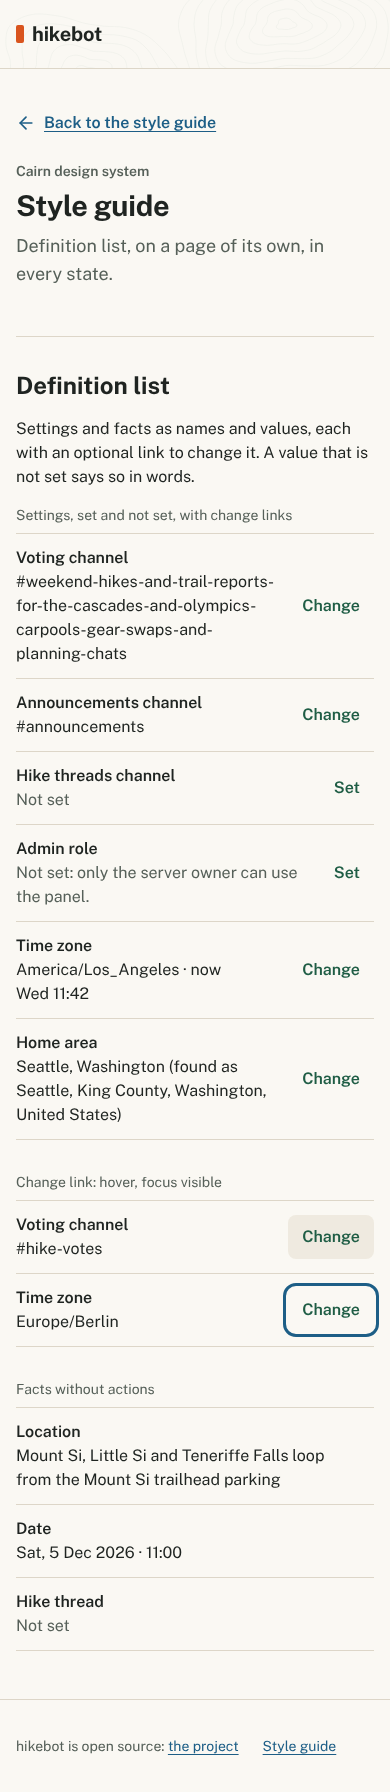 hikebot
Back to the style guide
Cairn design system
Style guide
Definition list, on a page of its own, in
every state.
Definition list
Settings and facts as names and values, each
with an optional link to change it. A value that is
not set says so in words.
Settings, set and not set, with change links
Voting channel
#weekend-hikes-and-trail-reports-
for-the-cascades-and-olympics-
carpools-gear-swaps-and-
planning-chats
Change
Announcements channel
#announcements
Change
Hike threads channel
Not set
Set
Admin role
Not set: only the server owner can use
the panel.
Set
Time zone
America/Los_Angeles · now
Wed 11:42
Change
Home area
Seattle, Washington (found as
Seattle, King County, Washington,
United States)
Change
Change link: hover, focus visible
Voting channel
#hike-votes
Change
Time zone
Europe/Berlin
Change
Facts without actions
Location
Mount Si, Little Si and Teneriffe Falls loop
from the Mount Si trailhead parking
Date
Sat, 5 Dec 2026 · 11:00
Hike thread
Not set
hikebot is open source: the project Style guide